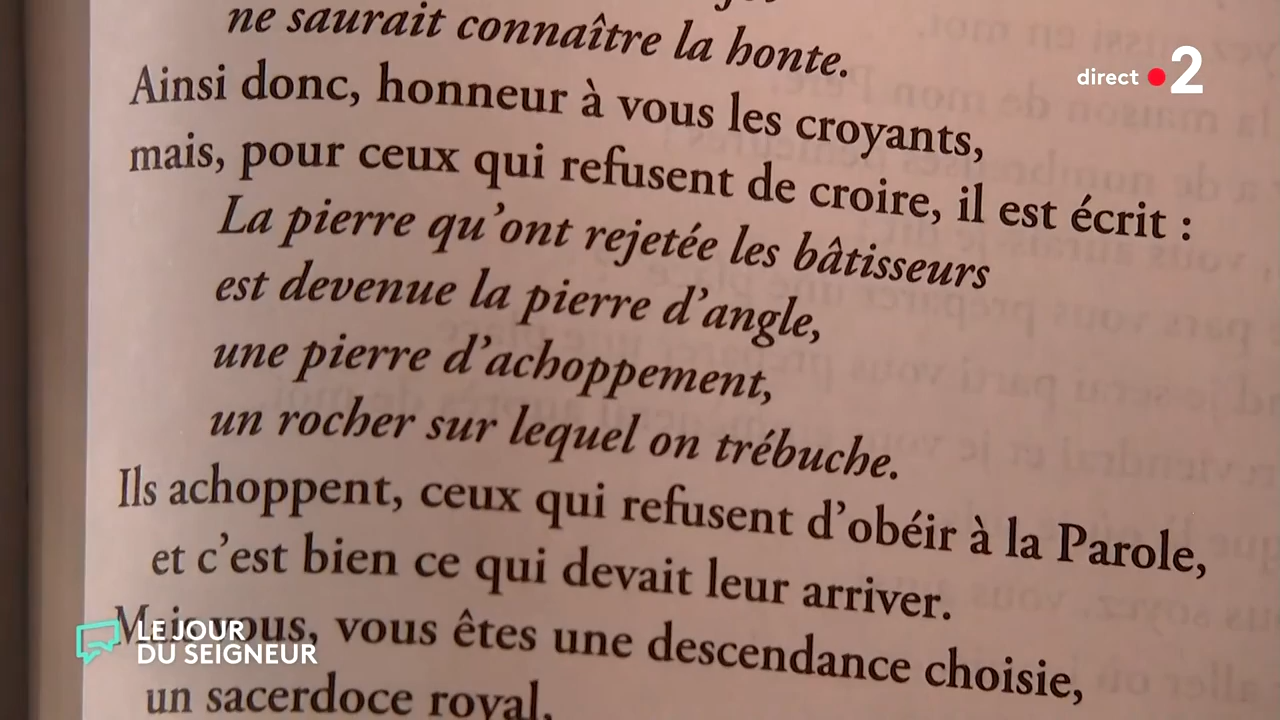 ne saurait connaître la honte.
Ainsi donc, honneur à vous les croyants,
mais, pour ceux qui refusent de croire, il est écrit :
La pierre qu'ont rejetée les bâtisseurs
est devenue la pierre d'angle,
une pierre d'achoppement,
un rocher sur lequel on trébuche.
Ils achoppent, ceux qui refusent d'obéir à la Parole,
et c'est bien ce qui devait leur arriver.
Mais vous, vous êtes une descendance choisie,
un sacerdoce royal,
direct 2
LE JOUR
DU SEIGNEUR